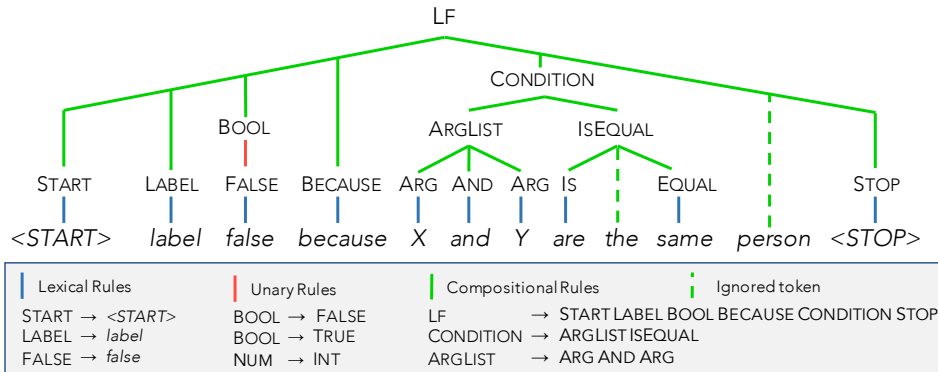 LF
CONDITION
BOOL ARGLIST ISEQUAL
START LABEL FALSE BECAUSE ARG AND ARG IS EQUAL STOP
<START> label false because X and Y are the same person <STOP>
Lexical Rules Unary Rules Compositional Rules Ignored token
START → <START> BOOL → FALSE LF → START LABEL BOOL BECAUSE CONDITION STOP
LABEL → label BOOL → TRUE CONDITION → ARGLIST ISEQUAL
FALSE → false NUM → INT ARGLIST → ARG AND ARG